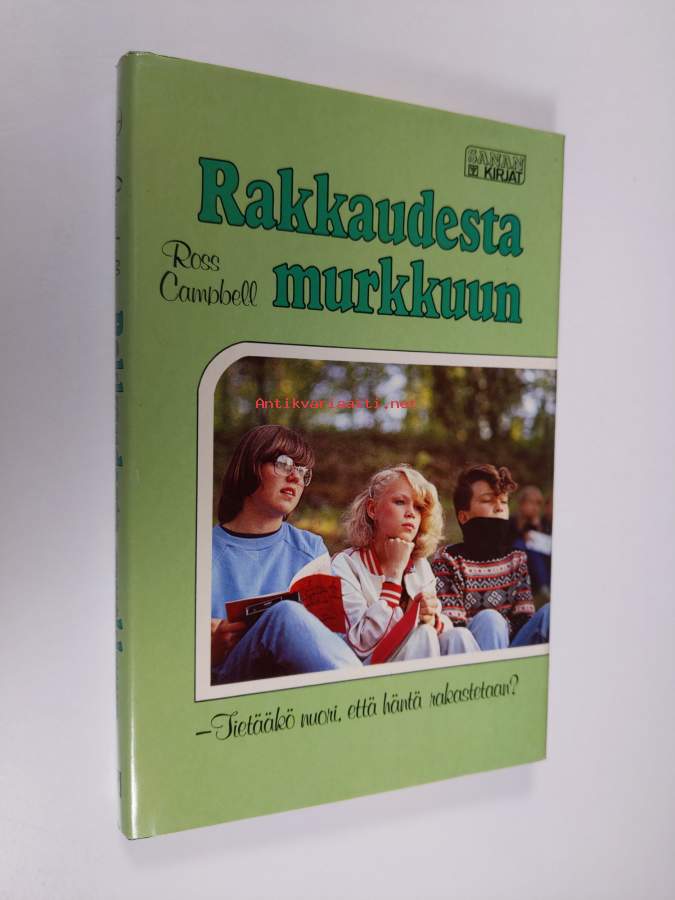 SANAN
KIRJAT
Rakkaudesta
Ross
Campbell
murkkuun
Antikvariaatti.net
—Tietääkö nuori, että häntä rakastetaan?